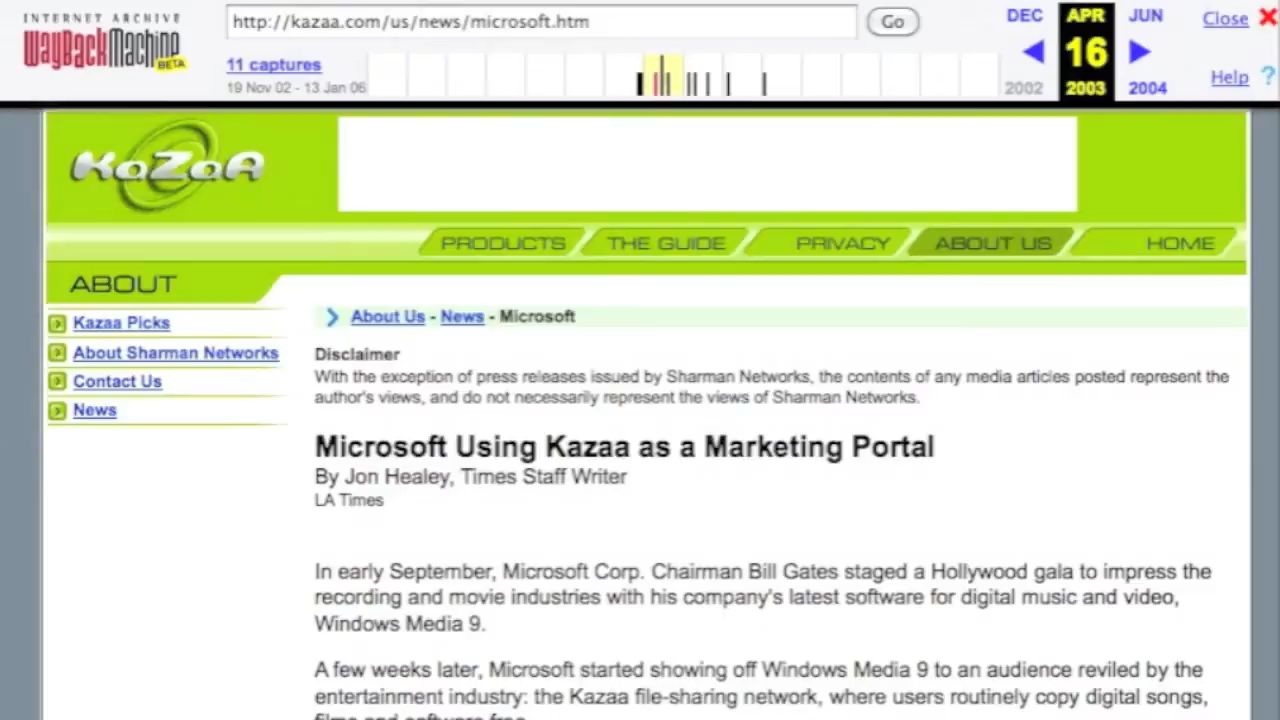 INTERNET ARCHIVE
WayBackMachine
BETA
http://kazaa.com/us/news/microsoft.htm
Go
11 captures
19 Nov 02 - 13 Jan 06
DEC APR JUN
16
2002 2003 2004
Close
Help ?
KaZaA
PRODUCTS THE GUIDE PRIVACY ABOUT US HOME
ABOUT
Kazaa Picks
About Sharman Networks
Contact Us
News
About Us - News - Microsoft
Disclaimer
With the exception of press releases issued by Sharman Networks, the contents of any media articles posted represent the
author's views, and do not necessarily represent the views of Sharman Networks.
Microsoft Using Kazaa as a Marketing Portal
By Jon Healey, Times Staff Writer
LA Times
In early September, Microsoft Corp. Chairman Bill Gates staged a Hollywood gala to impress the
recording and movie industries with his company's latest software for digital music and video,
Windows Media 9.
A few weeks later, Microsoft started showing off Windows Media 9 to an audience reviled by the
entertainment industry: the Kazaa file-sharing network, where users routinely copy digital songs,
films and software free.